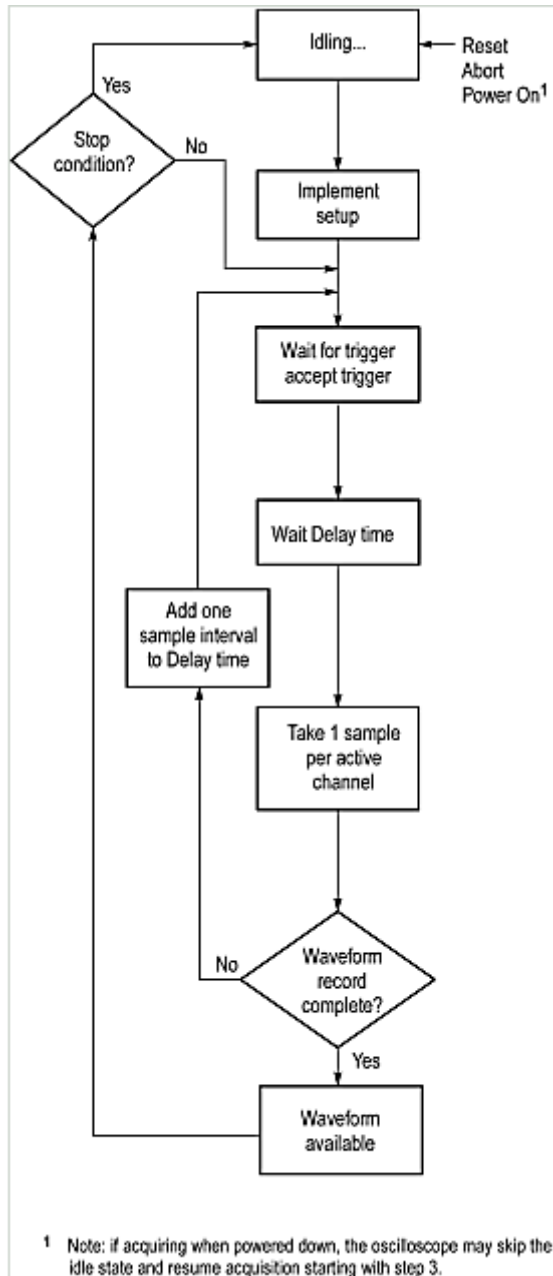 Idling...
Reset
Abort
Power On¹
Yes
Stop
condition?
No
Implement
setup
Wait for trigger
accept trigger
Wait Delay time
Add one
sample interval
to Delay time
Take 1 sample
per active
channel
Waveform
record
complete?
No
Yes
Waveform
available
¹ Note: if acquiring when powered down, the oscilloscope may skip the
idle state and resume acquisition starting with step 3.